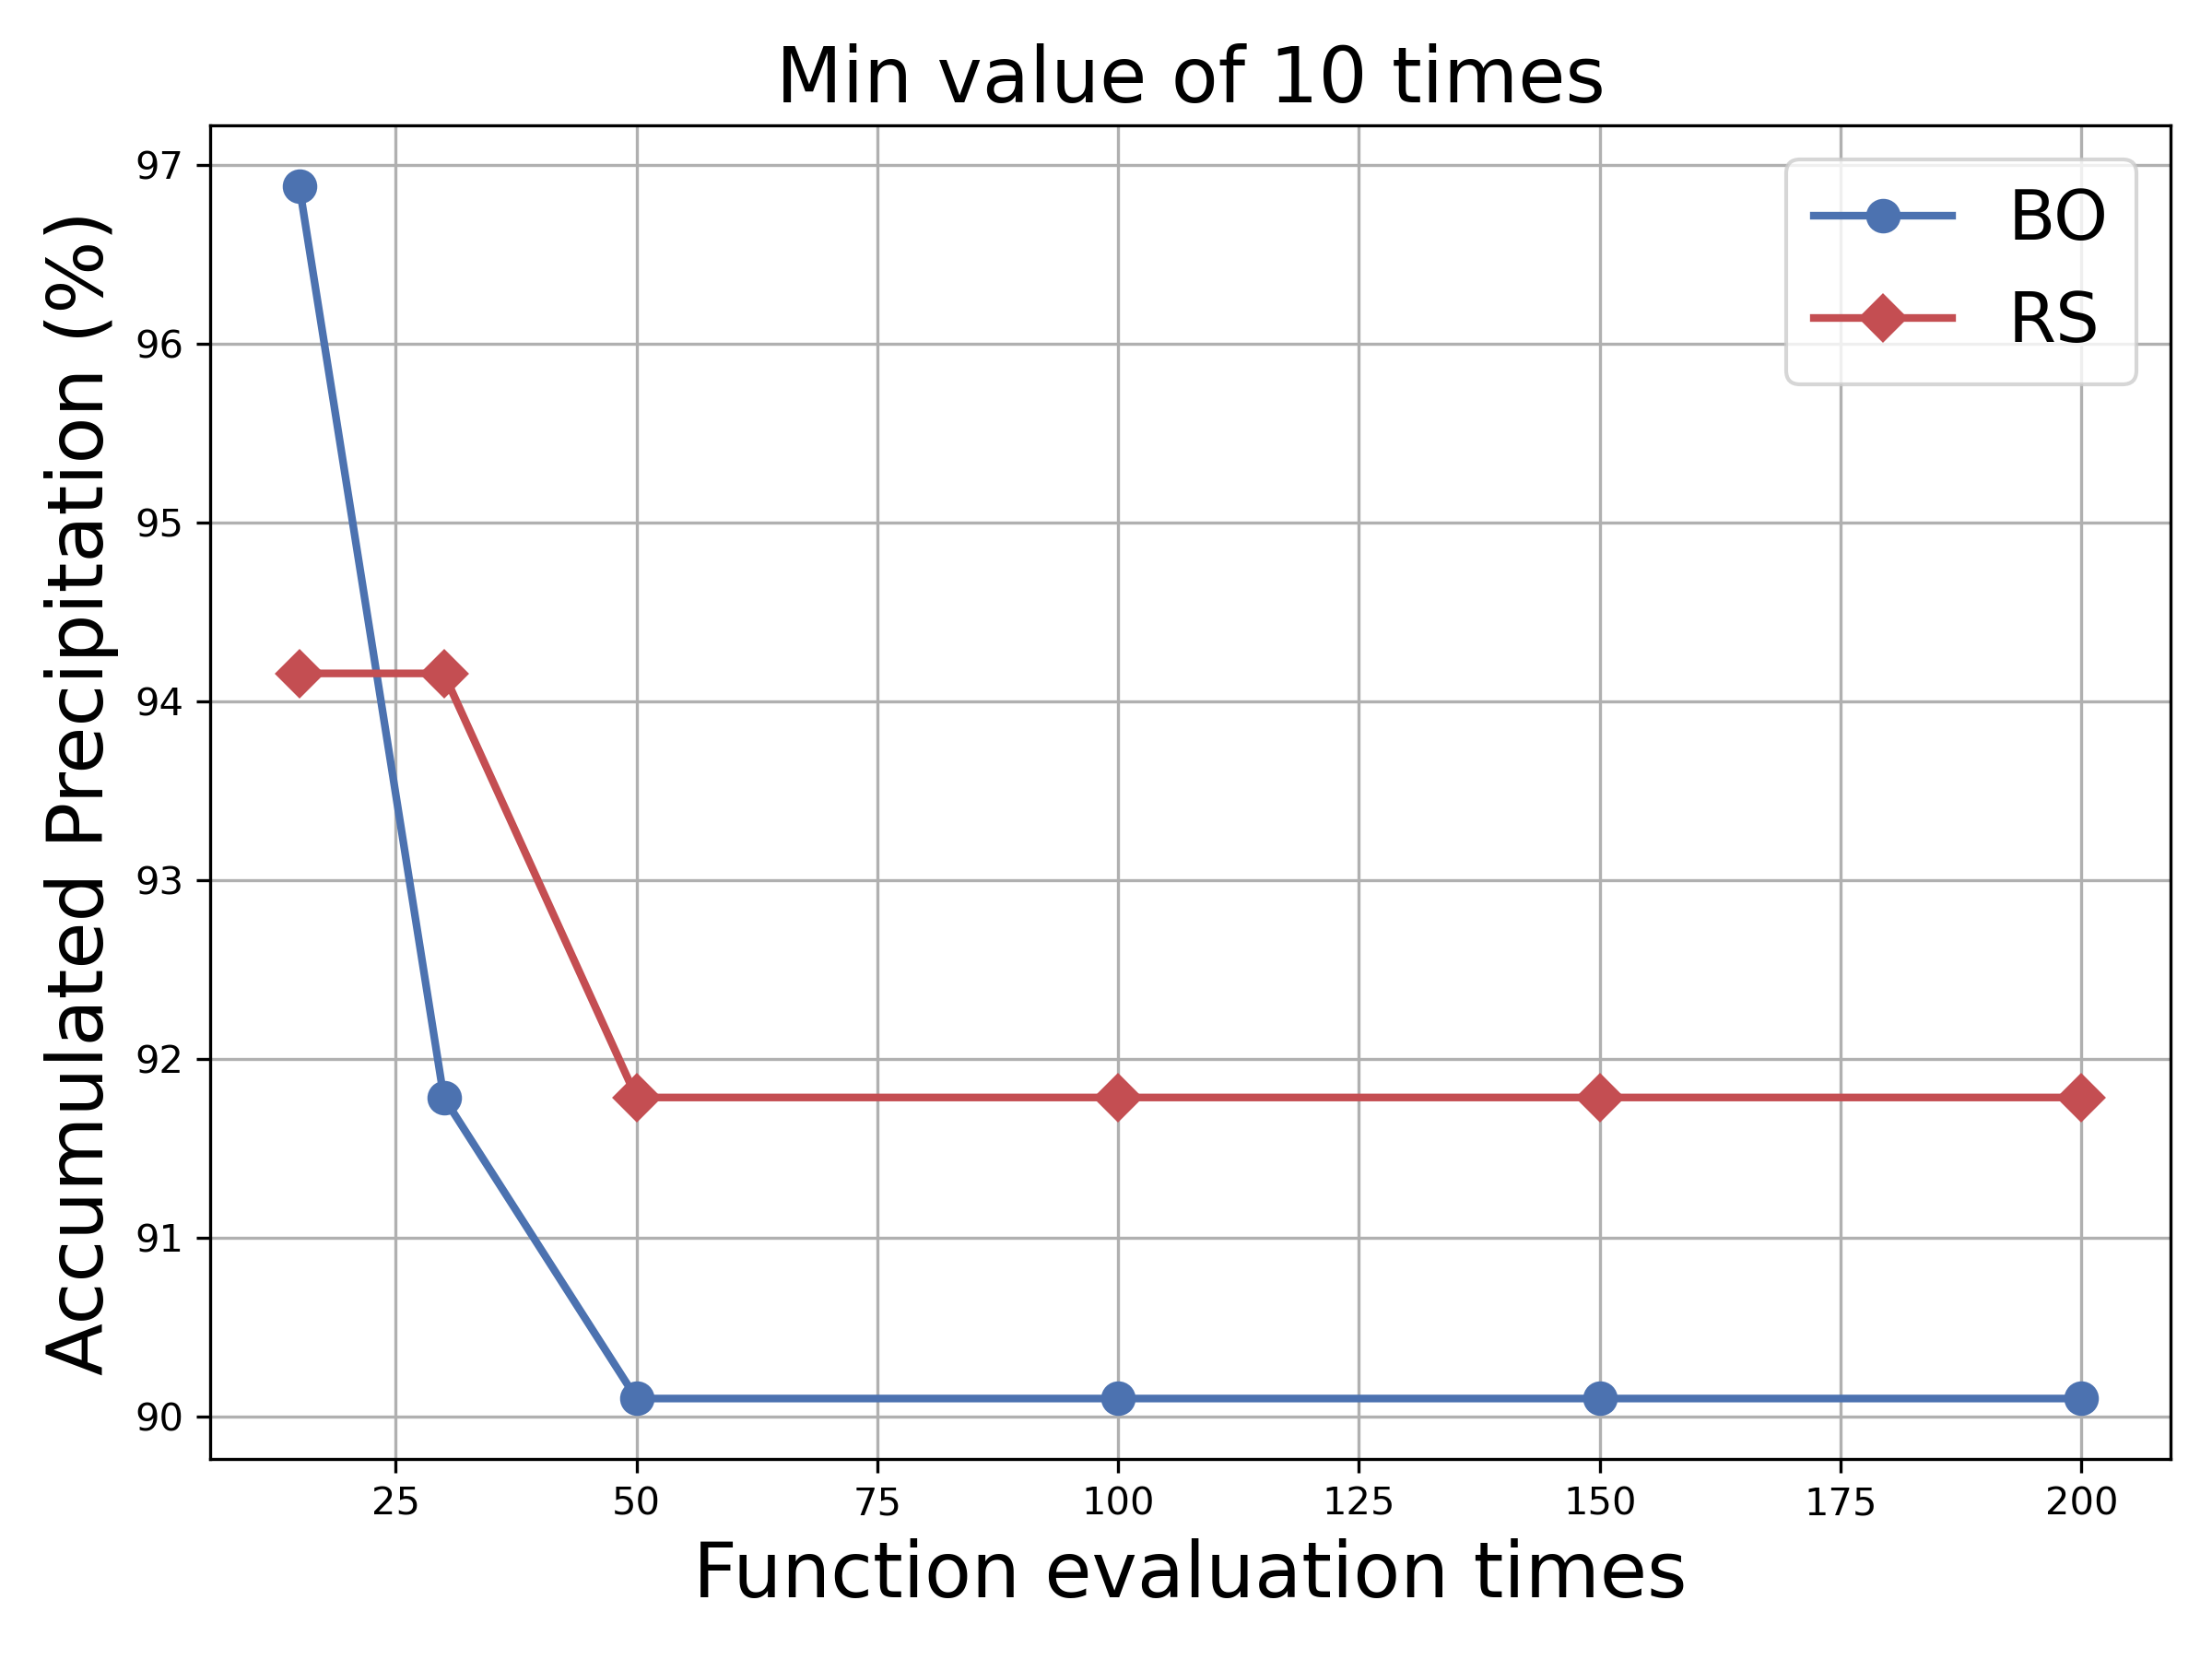 Min value of 10 times
Accumulated Precipitation (%)
97
96
95
94
93
92
91
90
BO
RS
25 50 75 100 125 150 175 200
Function evaluation times